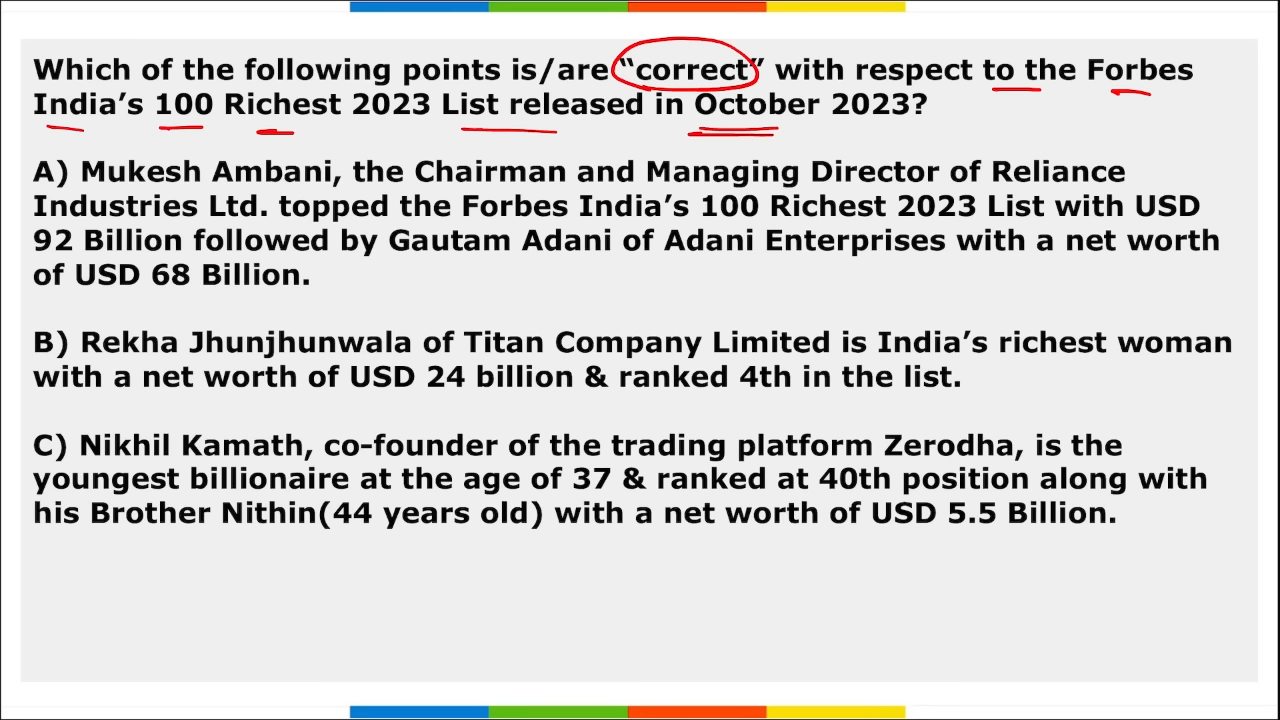 Which of the following points is/are “correct” with respect to the Forbes
India’s 100 Richest 2023 List released in October 2023?
A) Mukesh Ambani, the Chairman and Managing Director of Reliance
Industries Ltd. topped the Forbes India’s 100 Richest 2023 List with USD
92 Billion followed by Gautam Adani of Adani Enterprises with a net worth
of USD 68 Billion.
B) Rekha Jhunjhunwala of Titan Company Limited is India’s richest woman
with a net worth of USD 24 billion & ranked 4th in the list.
C) Nikhil Kamath, co-founder of the trading platform Zerodha, is the
youngest billionaire at the age of 37 & ranked at 40th position along with
his Brother Nithin(44 years old) with a net worth of USD 5.5 Billion.